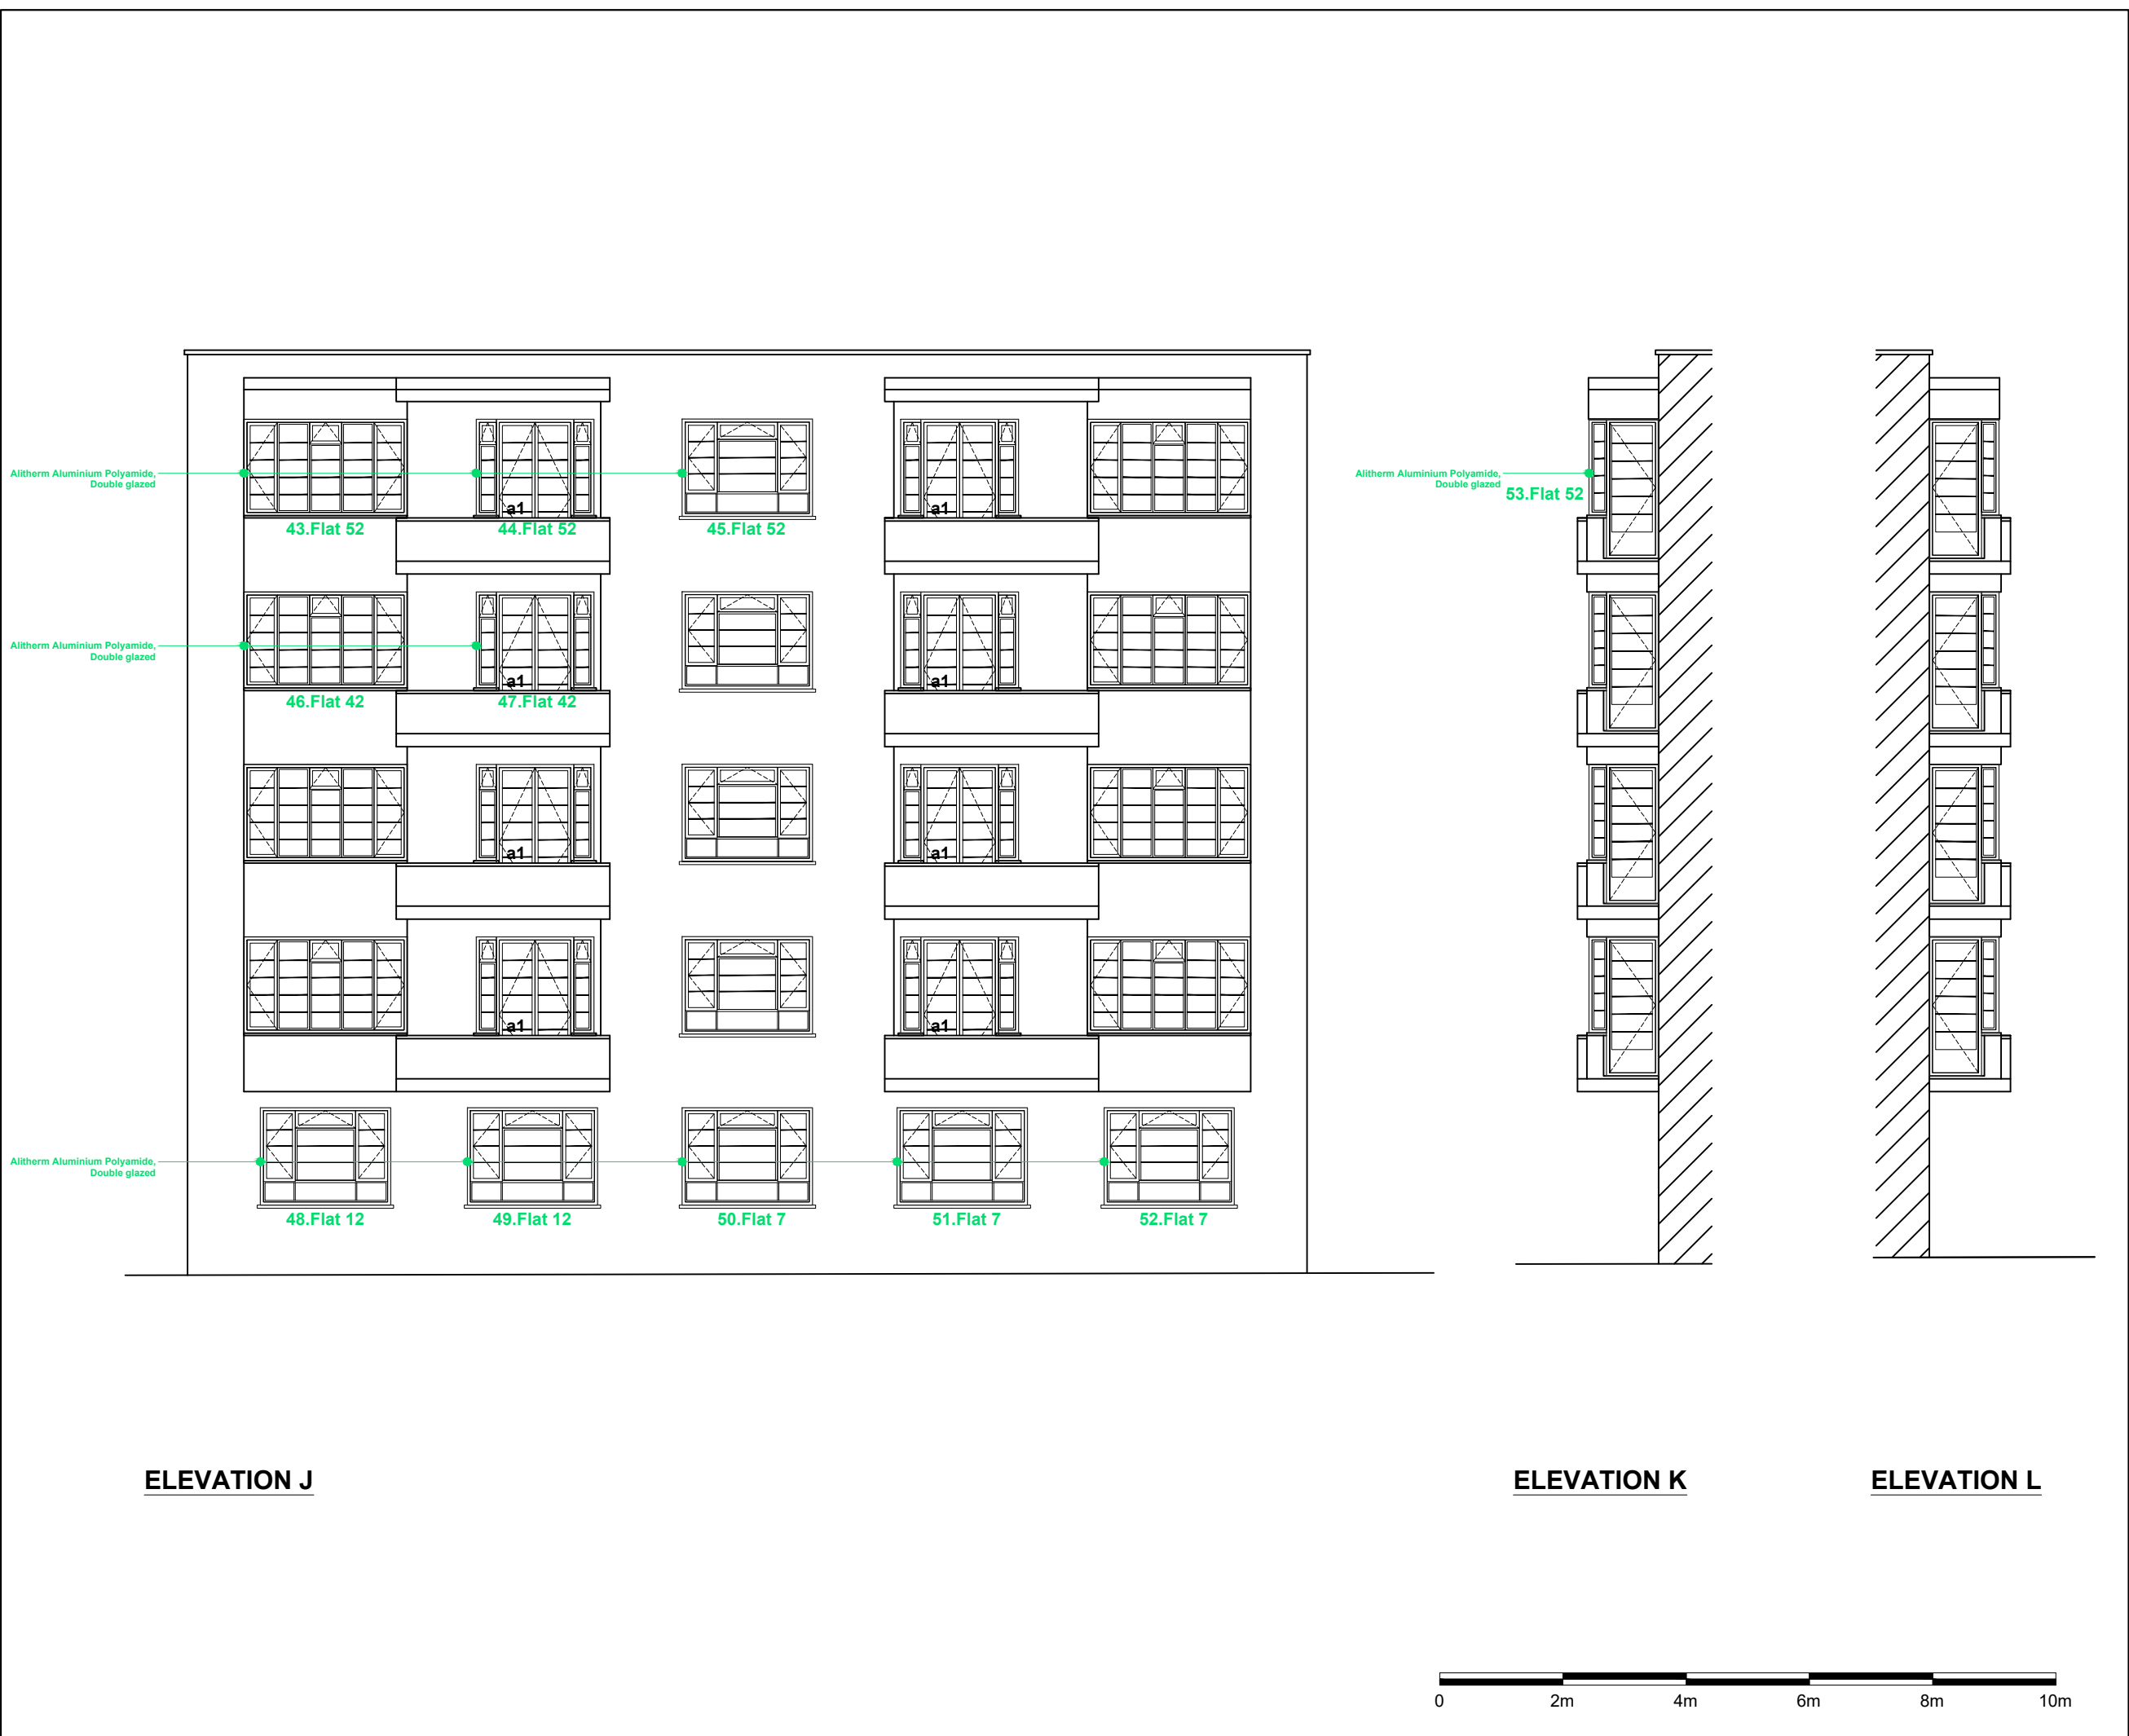 Alitherm Aluminium Polyamide,
Double glazed
Alitherm Aluminium Polyamide,
Double glazed
53.Flat 52
a1
a1
43.Flat 52
44.Flat 52
45.Flat 52
Alitherm Aluminium Polyamide,
Double glazed
a1
a1
46.Flat 42
47.Flat 42
a1
a1
a1
a1
Alitherm Aluminium Polyamide,
Double glazed
48.Flat 12
49.Flat 12
50.Flat 7
51.Flat 7
52.Flat 7
ELEVATION J
ELEVATION K
ELEVATION L
0
2m
4m
6m
8m
10m